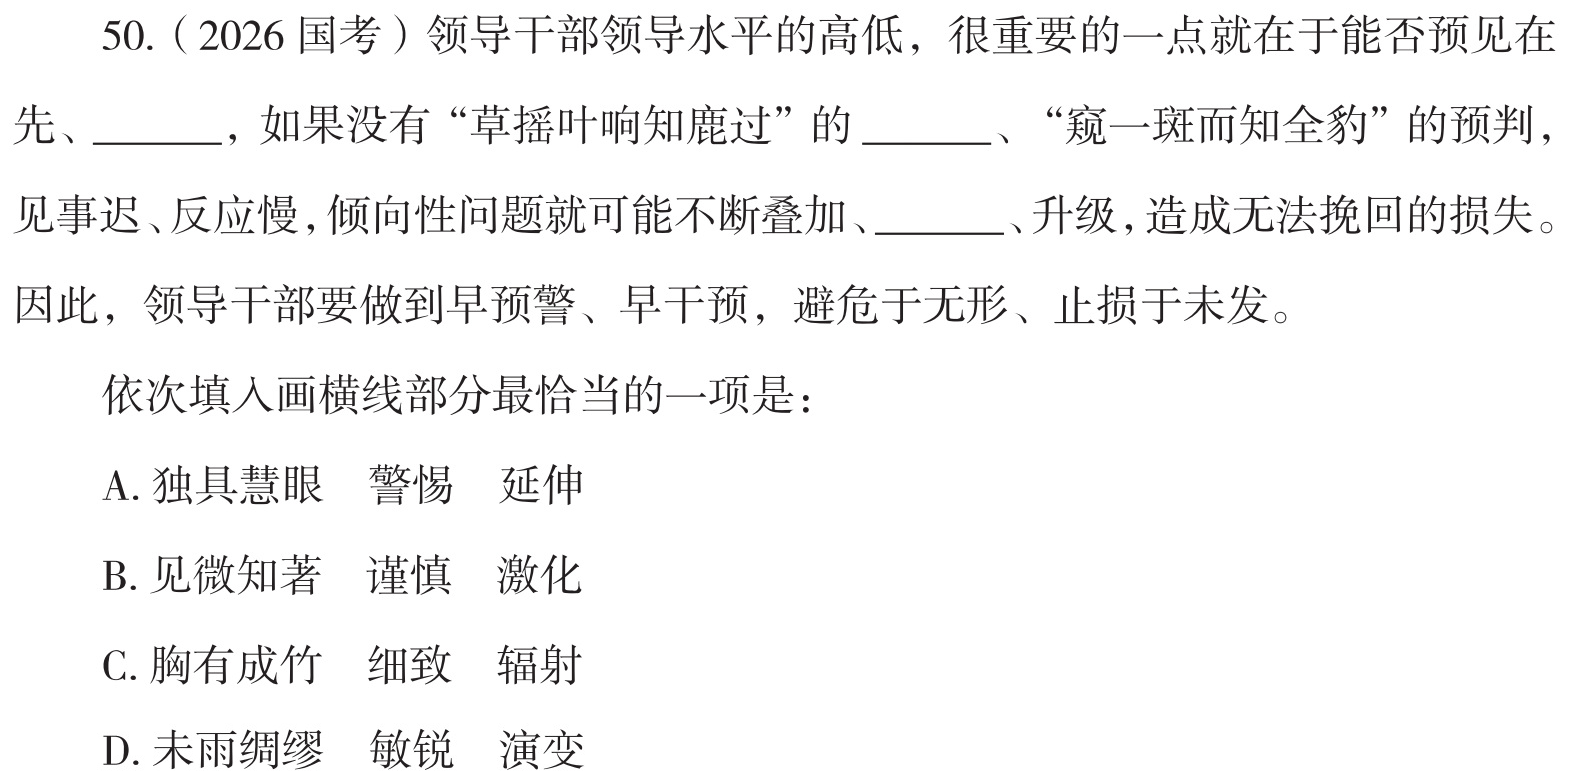 50.（2026 国考）领导干部领导水平的高低，很重要的一点就在于能否预见在
先、______，如果没有“草摇叶响知鹿过”的______、“窥一斑而知全豹”的预判，
见事迟、反应慢，倾向性问题就可能不断叠加、______、升级，造成无法挽回的损失。
因此，领导干部要做到早预警、早干预，避危于无形、止损于未发。
依次填入画横线部分最恰当的一项是：
A. 独具慧眼　警惕　延伸
B. 见微知著　谨慎　激化
C. 胸有成竹　细致　辐射
D. 未雨绸缪　敏锐　演变